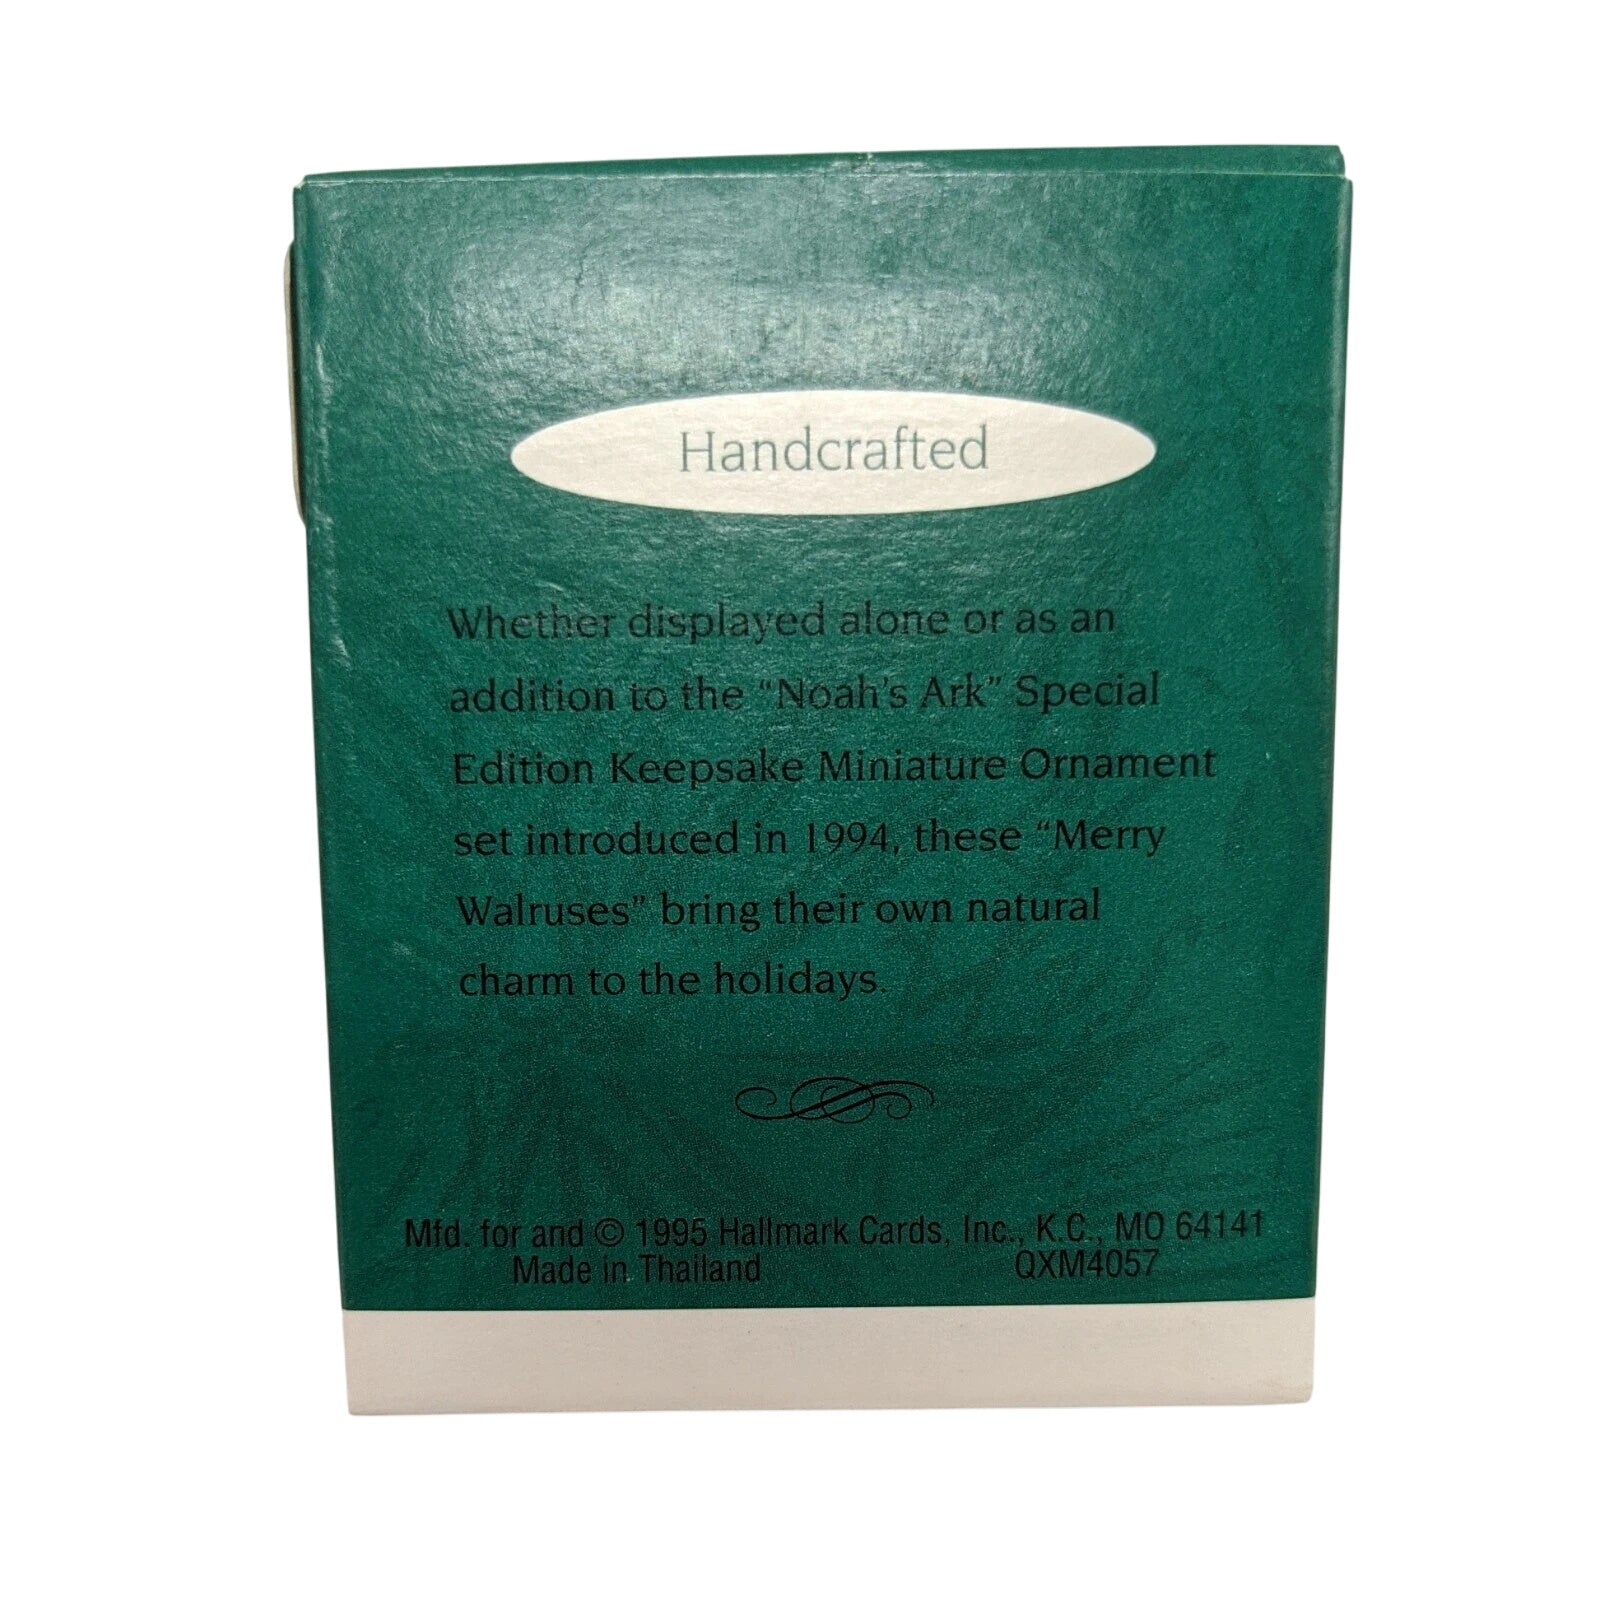 Handcrafted
Whether displayed alone or as an
addition to the “Noah’s Ark” Special
Edition Keepsake Miniature Ornament
set introduced in 1994, these “Merry
Walruses” bring their own natural
charm to the holidays.
Mfd. for and © 1995 Hallmark Cards, Inc., K.C., MO 64141
Made in Thailand QXM4057